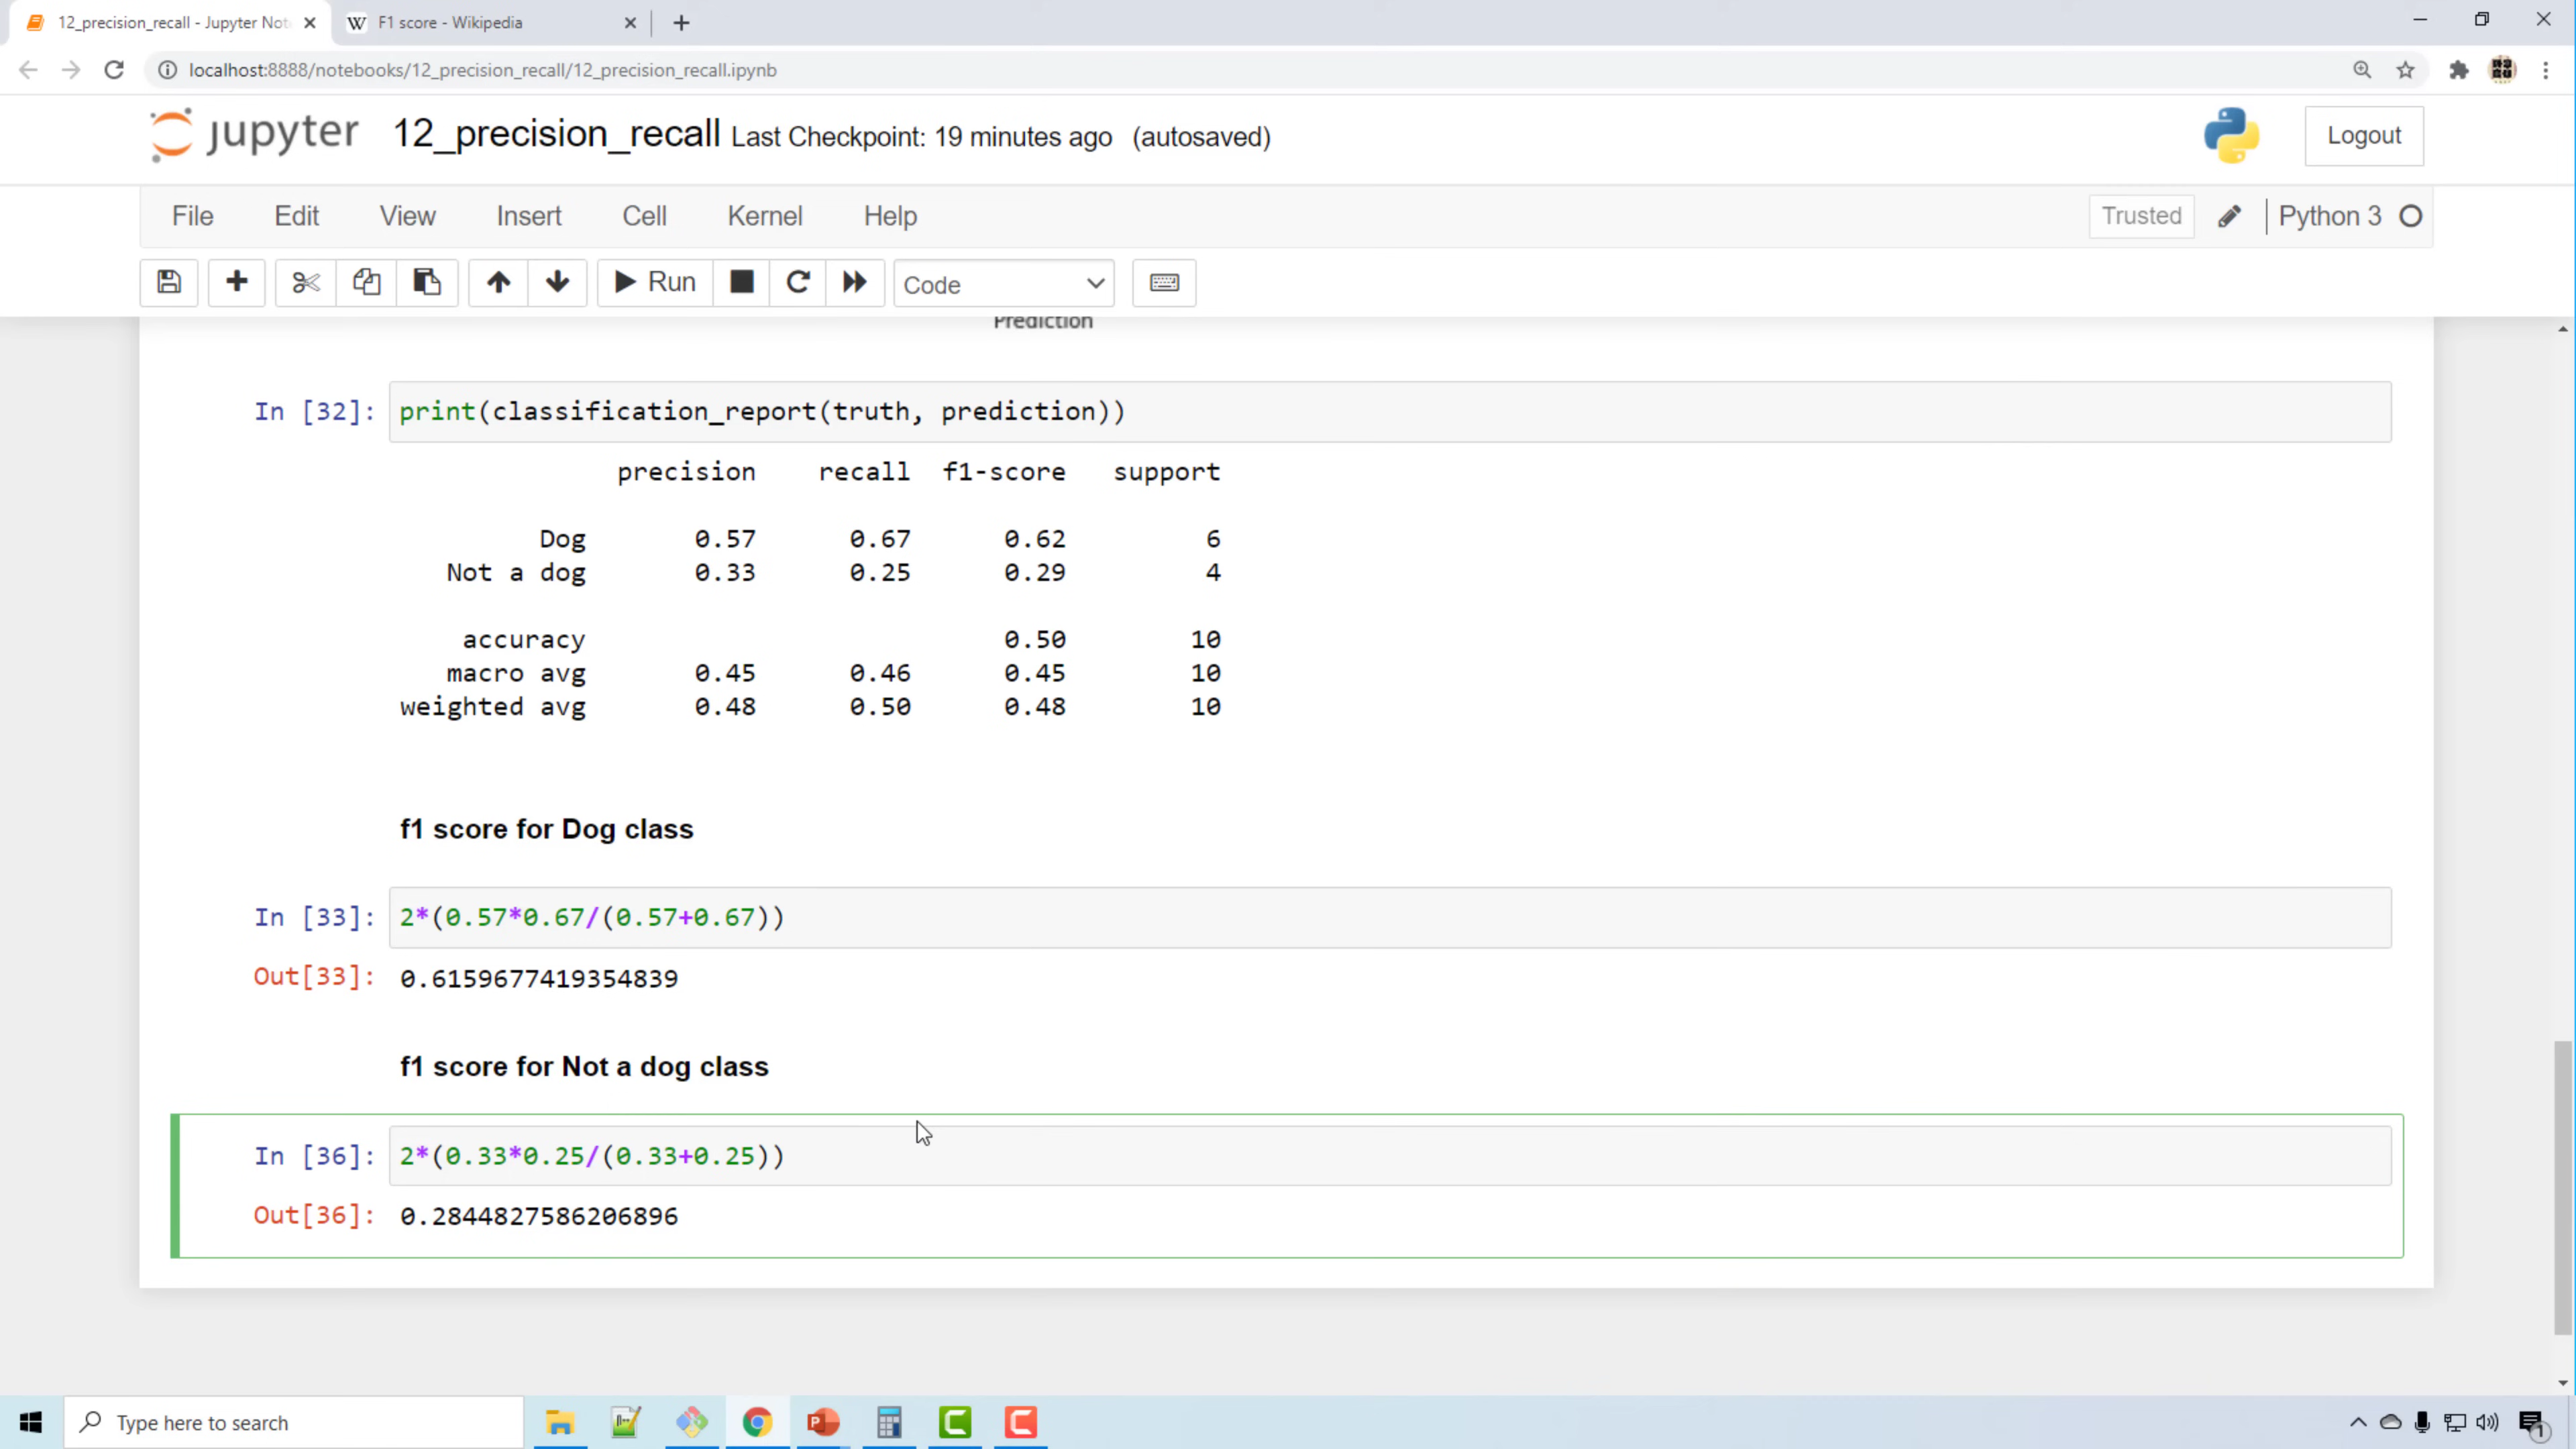 12_precision_recall - Jupyter Not
F1 score - Wikipedia
localhost:8888/notebooks/12_precision_recall/12_precision_recall.ipynb
jupyter 12_precision_recall Last Checkpoint: 19 minutes ago (autosaved)
Logout
File Edit View Insert Cell Kernel Help
Trusted Python 3
Run Code
Prediction
In [32]: print(classification_report(truth, prediction))
precision recall f1-score support
Dog 0.57 0.67 0.62 6
Not a dog 0.33 0.25 0.29 4
accuracy 0.50 10
macro avg 0.45 0.46 0.45 10
weighted avg 0.48 0.50 0.48 10
f1 score for Dog class
In [33]: 2*(0.57*0.67/(0.57+0.67))
Out[33]: 0.6159677419354839
f1 score for Not a dog class
In [36]: 2*(0.33*0.25/(0.33+0.25))
Out[36]: 0.2844827586206896
Type here to search
1